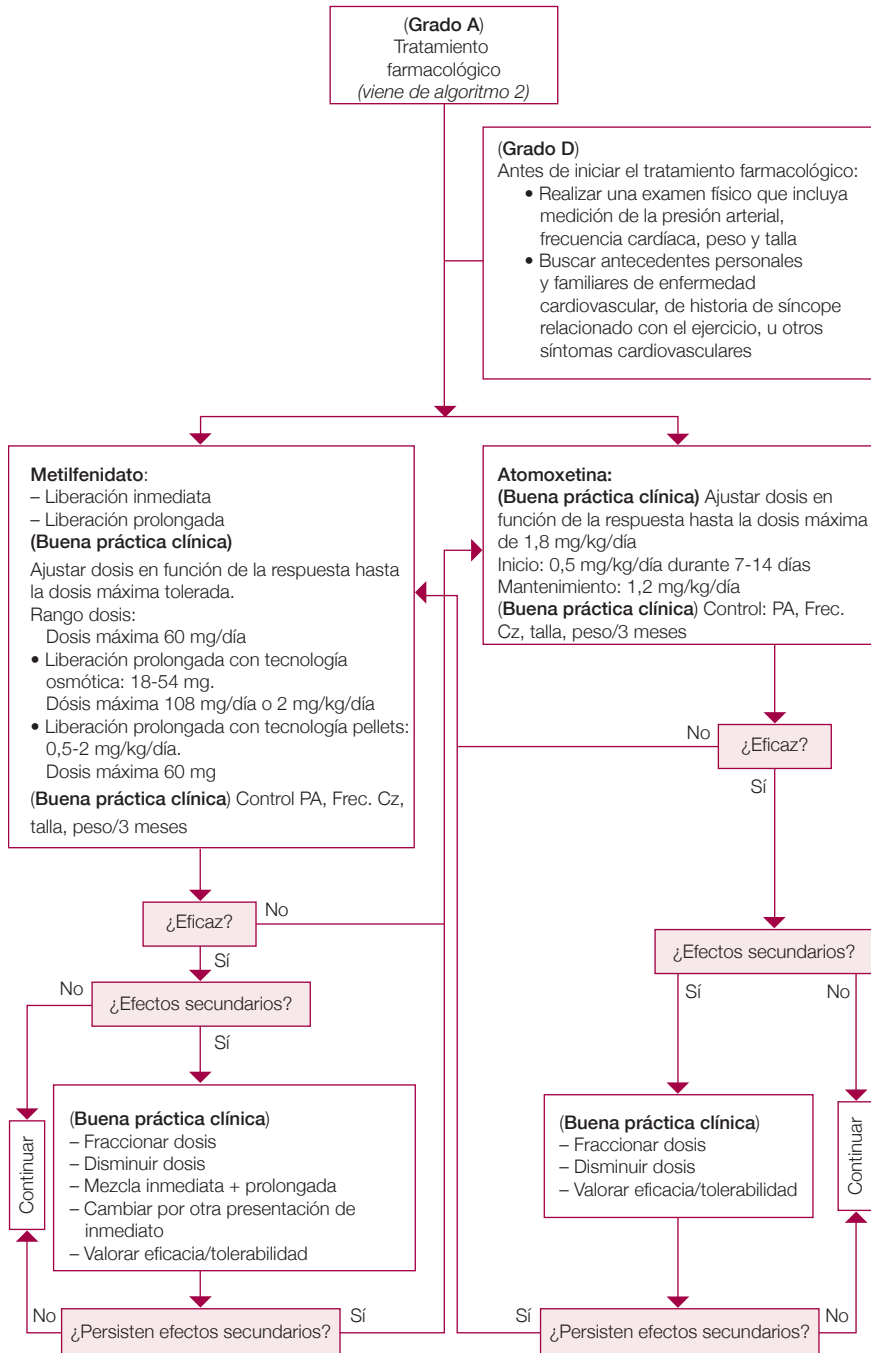 (Grado A)
Tratamiento
farmacológico
(viene de algoritmo 2)
(Grado D)
Antes de iniciar el tratamiento farmacológico:
• Realizar una examen físico que incluya
medición de la presión arterial,
frecuencia cardíaca, peso y talla
• Buscar antecedentes personales
y familiares de enfermedad
cardiovascular, de historia de síncope
relacionado con el ejercicio, u otros
síntomas cardiovasculares
Metilfenidato:
– Liberación inmediata
– Liberación prolongada
(Buena práctica clínica)
Ajustar dosis en función de la respuesta hasta
la dosis máxima tolerada.
Rango dosis:
Dosis máxima 60 mg/día
• Liberación prolongada con tecnología
osmótica: 18-54 mg.
Dósis máxima 108 mg/día o 2 mg/kg/día
• Liberación prolongada con tecnología pellets:
0,5-2 mg/kg/día.
Dosis máxima 60 mg
(Buena práctica clínica) Control PA, Frec. Cz,
talla, peso/3 meses
Atomoxetina:
(Buena práctica clínica) Ajustar dosis en
función de la respuesta hasta la dosis máxima
de 1,8 mg/kg/día
Inicio: 0,5 mg/kg/día durante 7-14 días
Mantenimiento: 1,2 mg/kg/día
(Buena práctica clínica) Control: PA, Frec.
Cz, talla, peso/3 meses
No
¿Eficaz?
Sí
¿Eficaz?
No
Sí
¿Efectos secundarios?
Sí
No
No
¿Efectos secundarios?
Sí
Continuar
(Buena práctica clínica)
– Fraccionar dosis
– Disminuir dosis
– Mezcla inmediata + prolongada
– Cambiar por otra presentación de
inmediato
– Valorar eficacia/tolerabilidad
(Buena práctica clínica)
– Fraccionar dosis
– Disminuir dosis
– Valorar eficacia/tolerabilidad
Continuar
No
¿Persisten efectos secundarios?
Sí
Sí
¿Persisten efectos secundarios?
No